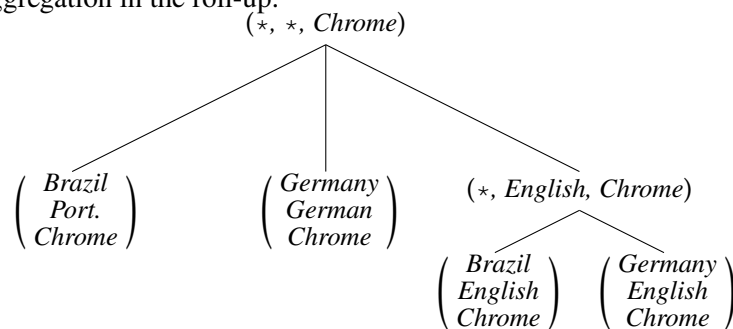 ggregation in the roll-up.
(⋆, ⋆, Chrome)
Brazil
Port.
Chrome
Germany
German
Chrome
(⋆, English, Chrome)
Brazil
English
Chrome
Germany
English
Chrome